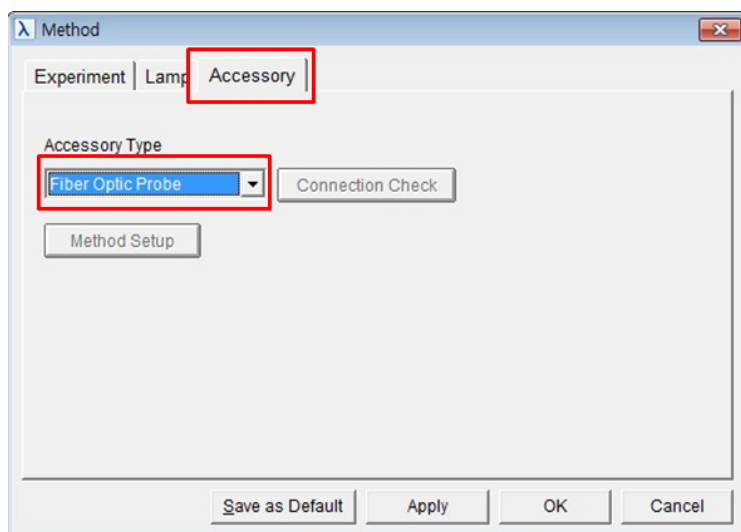 λ Method
Experiment Lamp Accessory
Accessory Type
Fiber Optic Probe Connection Check
Method Setup
Save as Default Apply OK Cancel